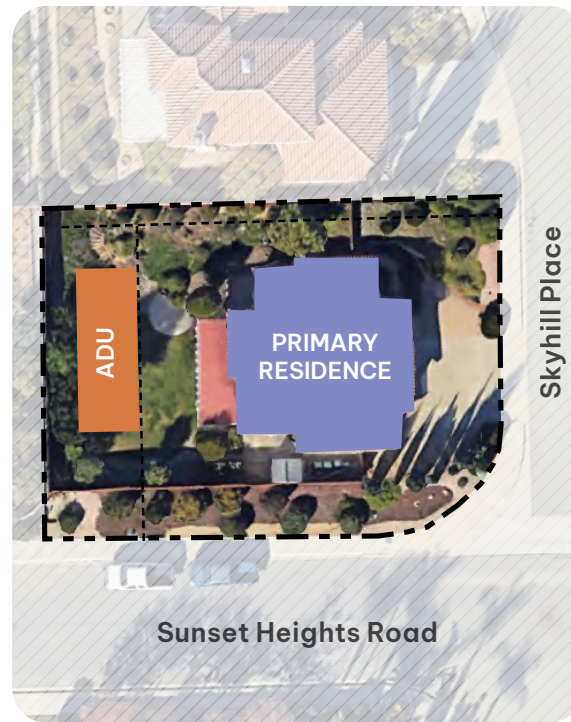 ADU
PRIMARY
RESIDENCE
Skyhill Place
Sunset Heights Road